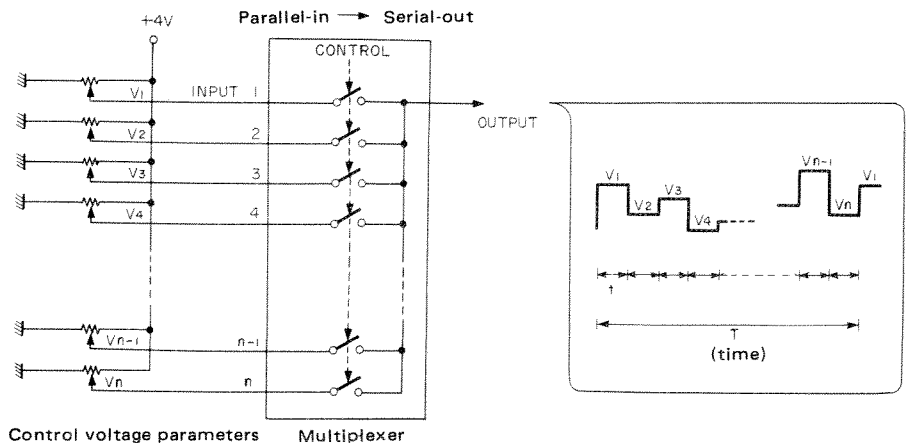 Parallel-in → Serial-out
+4V
CONTROL
V1 INPUT 1
V2 2
V3 3
V4 4
Vn-1 n-1
Vn n
OUTPUT
V1 V2 V3 V4 Vn-1 Vn V1
t
T
(time)
Control voltage parameters Multiplexer